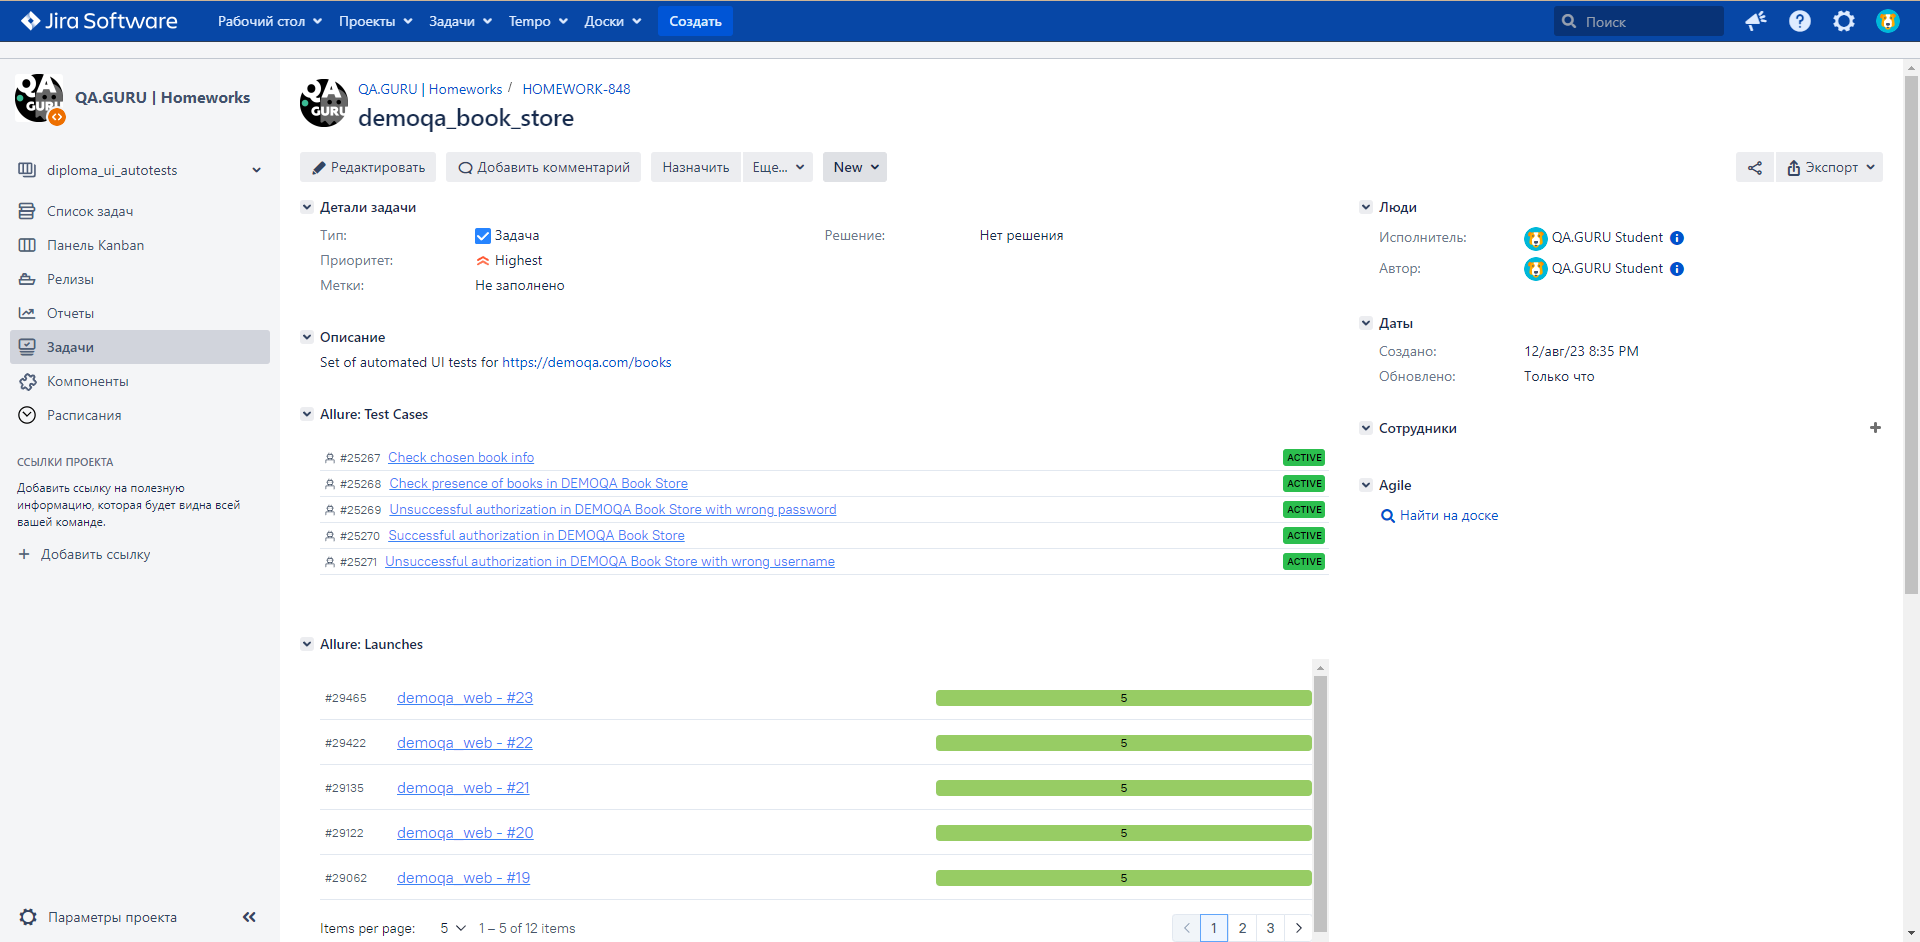 Jira Software Рабочий стол Проекты Задачи Tempo Доски Создать Поиск
QA.GURU | Homeworks
diploma_ui_autotests
Список задач
Панель Kanban
Релизы
Отчеты
Задачи
Компоненты
Расписания
ССЫЛКИ ПРОЕКТА
Добавить ссылку на полезную
информацию, которая будет видна всей
вашей команде.
+ Добавить ссылку
Параметры проекта
QA.GURU | Homeworks / HOMEWORK-848
demoqa_book_store
Редактировать Добавить комментарий Назначить Еще... New Экспорт
Детали задачи
Тип: Задача Решение: Нет решения
Приоритет: Highest
Метки: Не заполнено
Описание
Set of automated UI tests for https://demoqa.com/books
Allure: Test Cases
#25267 Check chosen book info ACTIVE
#25268 Check presence of books in DEMOQA Book Store ACTIVE
#25269 Unsuccessful authorization in DEMOQA Book Store with wrong password ACTIVE
#25270 Successful authorization in DEMOQA Book Store ACTIVE
#25271 Unsuccessful authorization in DEMOQA Book Store with wrong username ACTIVE
Allure: Launches
#29465 demoqa_web - #23 5
#29422 demoqa_web - #22 5
#29135 demoqa_web - #21 5
#29122 demoqa_web - #20 5
#29062 demoqa_web - #19 5
Items per page: 5 1 – 5 of 12 items < 1 2 3 >
Люди
Исполнитель: QA.GURU Student
Автор: QA.GURU Student
Даты
Создано: 12/авг/23 8:35 PM
Обновлено: Только что
Сотрудники +
Agile
Найти на доске